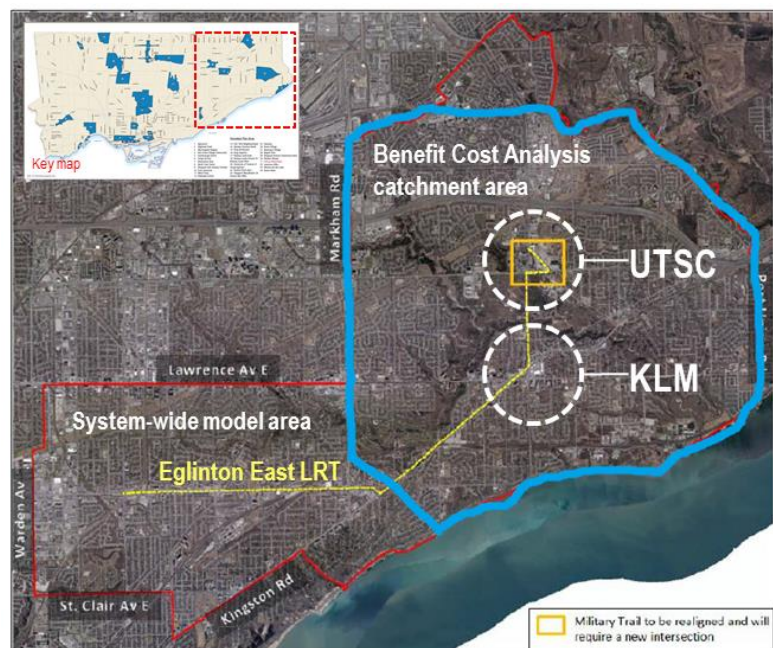 Key map
Benefit Cost Analysis
catchment area
Markham Rd
UTSC
KLM
Lawrence Av E
System-wide model area
Eglinton East LRT
Warden Av
St. Clair Av E
Kingston Rd
Military Trail to be realigned and will
require a new intersection